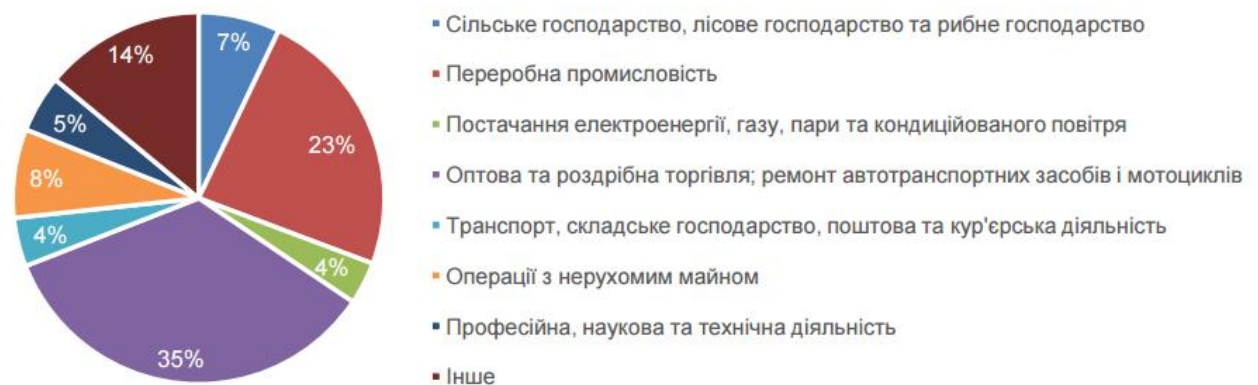 7%
23%
4%
35%
4%
8%
5%
14%
Сільське господарство, лісове господарство та рибне господарство
Переробна промисловість
Постачання електроенергії, газу, пари та кондиційованого повітря
Оптова та роздрібна торгівля; ремонт автотранспортних засобів і мотоциклів
Транспорт, складське господарство, поштова та кур'єрська діяльність
Операції з нерухомим майном
Професійна, наукова та технічна діяльність
Інше